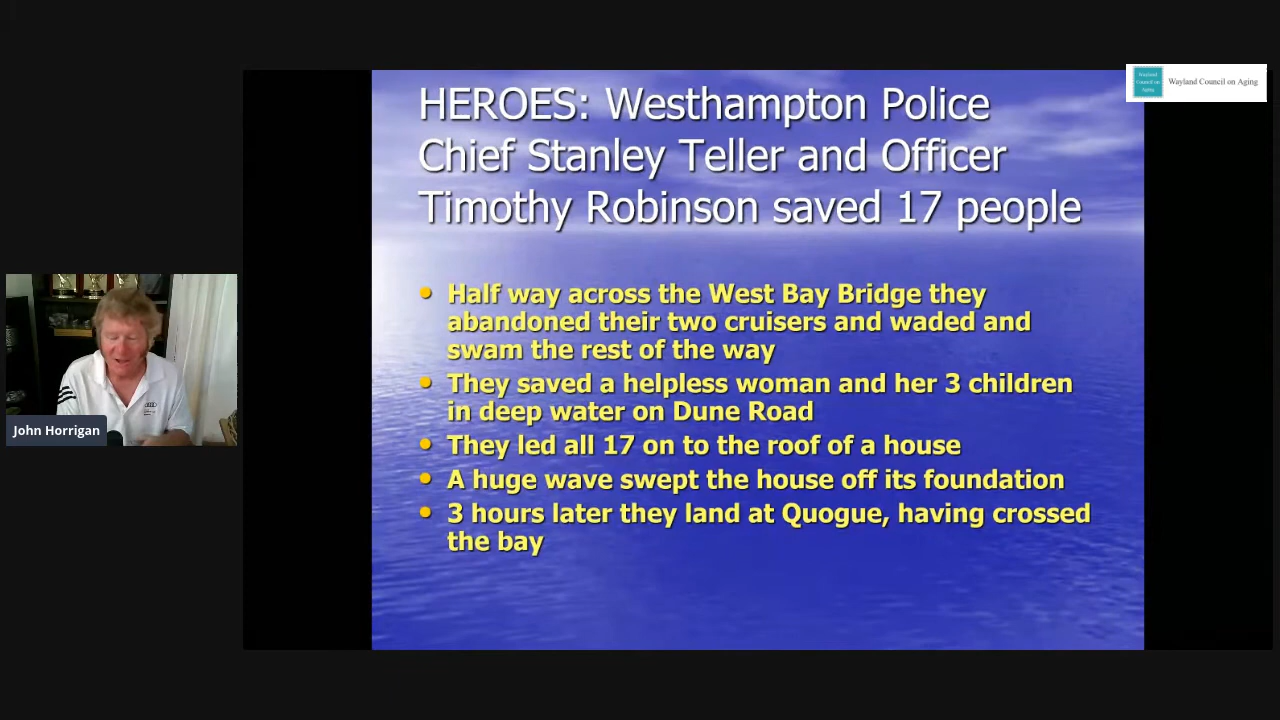 Wayland
Council on
Aging
Wayland Council on Aging
HEROES: Westhampton Police
Chief Stanley Teller and Officer
Timothy Robinson saved 17 people
• Half way across the West Bay Bridge they
abandoned their two cruisers and waded and
swam the rest of the way
• They saved a helpless woman and her 3 children
in deep water on Dune Road
• They led all 17 on to the roof of a house
• A huge wave swept the house off its foundation
• 3 hours later they land at Quogue, having crossed
the bay
John Horrigan